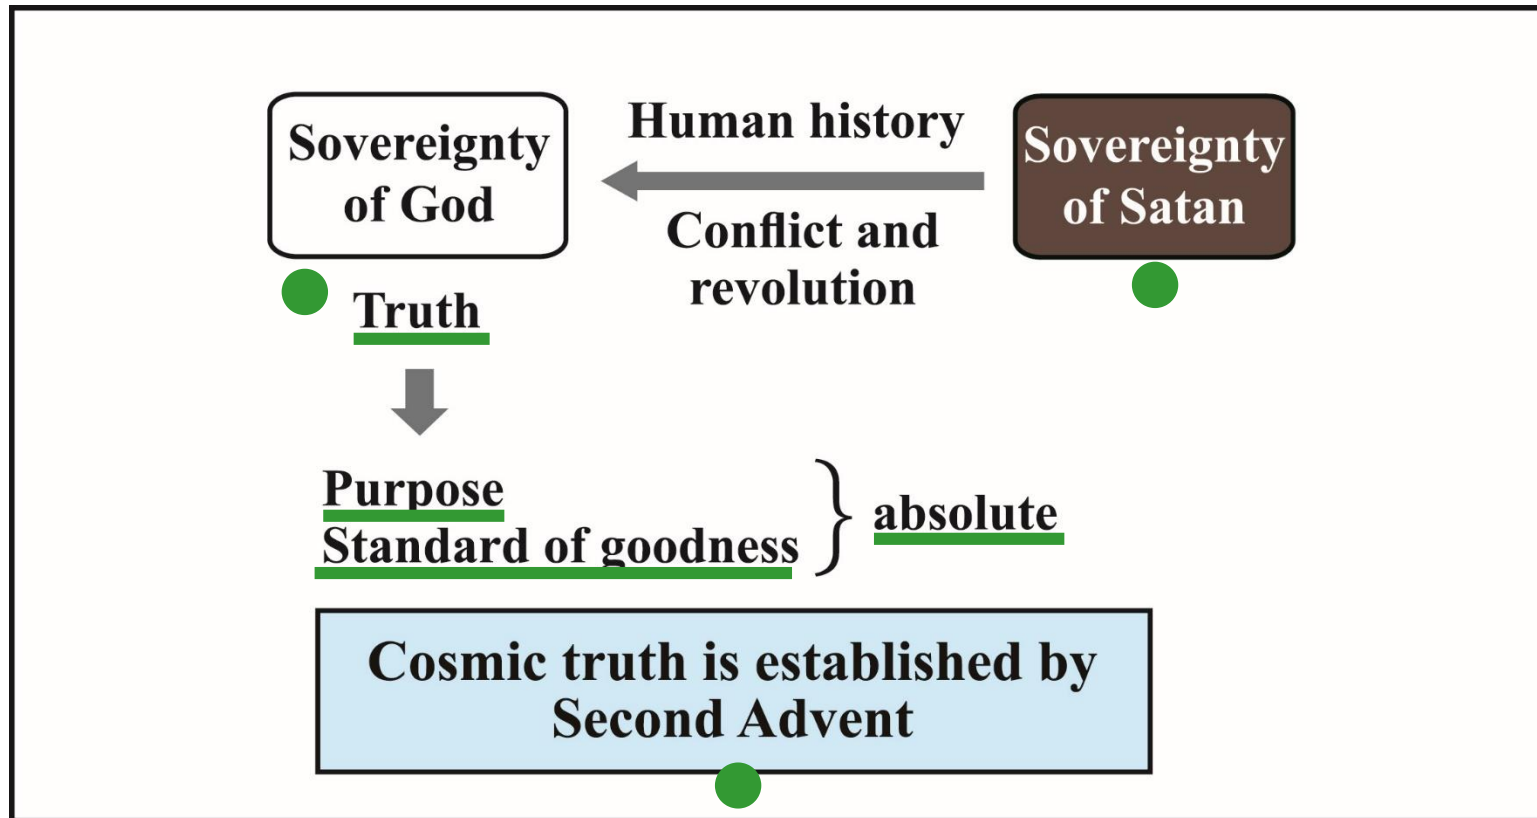 Sovereignty
of God
Human history
Conflict and
revolution
Sovereignty
of Satan
Truth
Purpose
Standard of goodness
absolute
Cosmic truth is established by
Second Advent